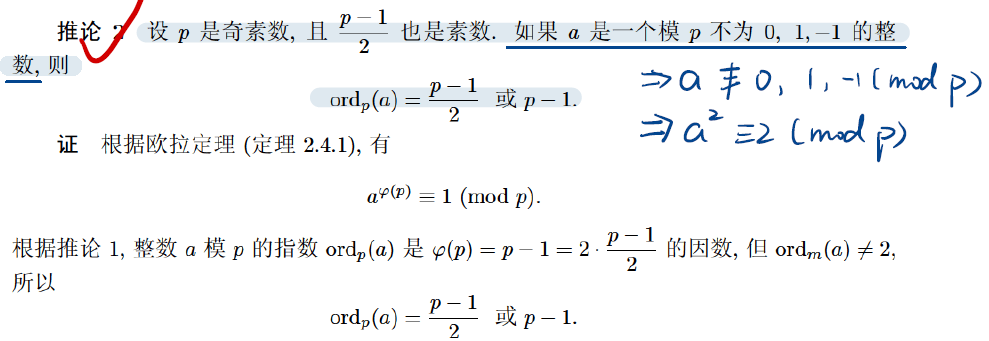 推论 2 设 p 是奇素数, 且 (p − 1)/2 也是素数. 如果 a 是一个模 p 不为 0, 1, −1 的整
数, 则
ord_p(a) = (p − 1)/2 或 p − 1.
⇒ a ≢ 0, 1, -1 (mod p)
⇒ a² ≡ 2 (mod p)
证 根据欧拉定理 (定理 2.4.1), 有
a^φ(p) ≡ 1 (mod p).
根据推论 1, 整数 a 模 p 的指数 ord_p(a) 是 φ(p) = p − 1 = 2 · (p − 1)/2 的因数, 但 ord_m(a) ≠ 2,
所以
ord_p(a) = (p − 1)/2 或 p − 1.